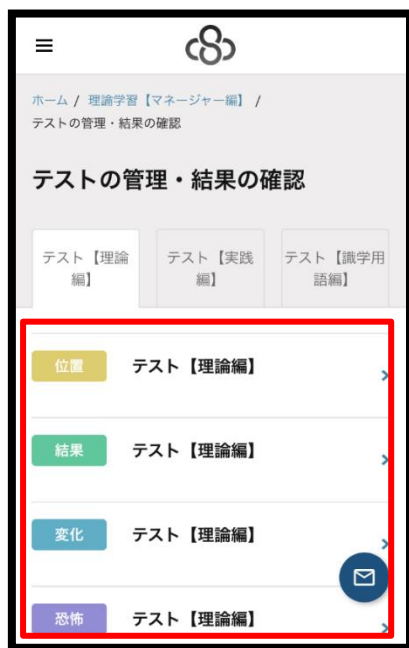 ホーム / 理論学習【マネージャー編】 /
テストの管理・結果の確認
テストの管理・結果の確認
テスト【理論
編】
テスト【実践
編】
テスト【識学用
語編】
位置 テスト【理論編】
結果 テスト【理論編】
変化 テスト【理論編】
恐怖 テスト【理論編】